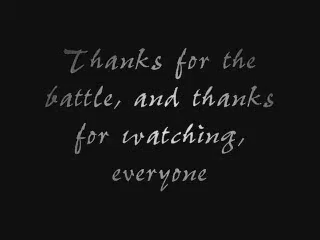 Thanks for the
battle, and thanks
for watching,
everyone